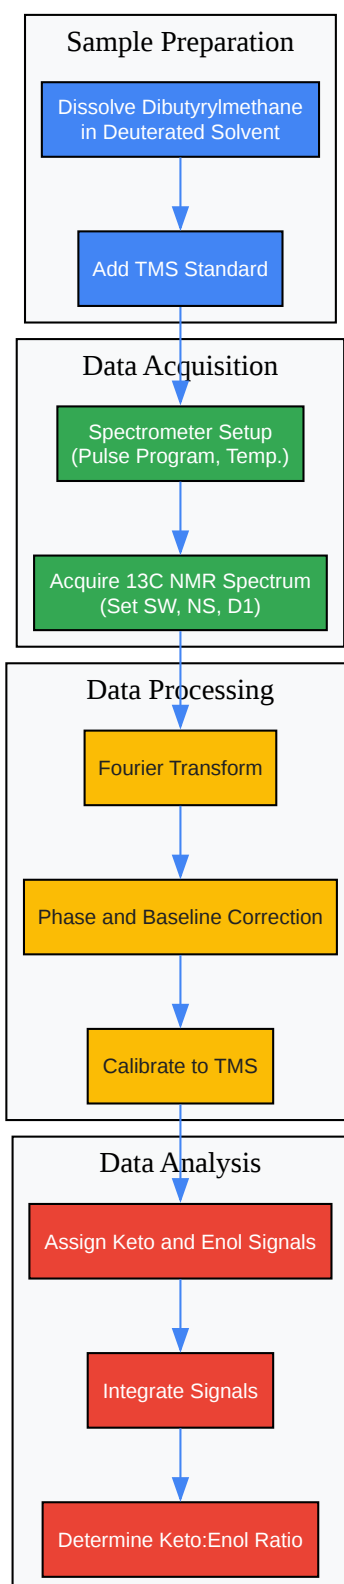 Sample Preparation
Dissolve Dibutyrylmethane
in Deuterated Solvent
Add TMS Standard
Data Acquisition
Spectrometer Setup
(Pulse Program, Temp.)
Acquire 13C NMR Spectrum
(Set SW, NS, D1)
Data Processing
Fourier Transform
Phase and Baseline Correction
Calibrate to TMS
Data Analysis
Assign Keto and Enol Signals
Integrate Signals
Determine Keto:Enol Ratio